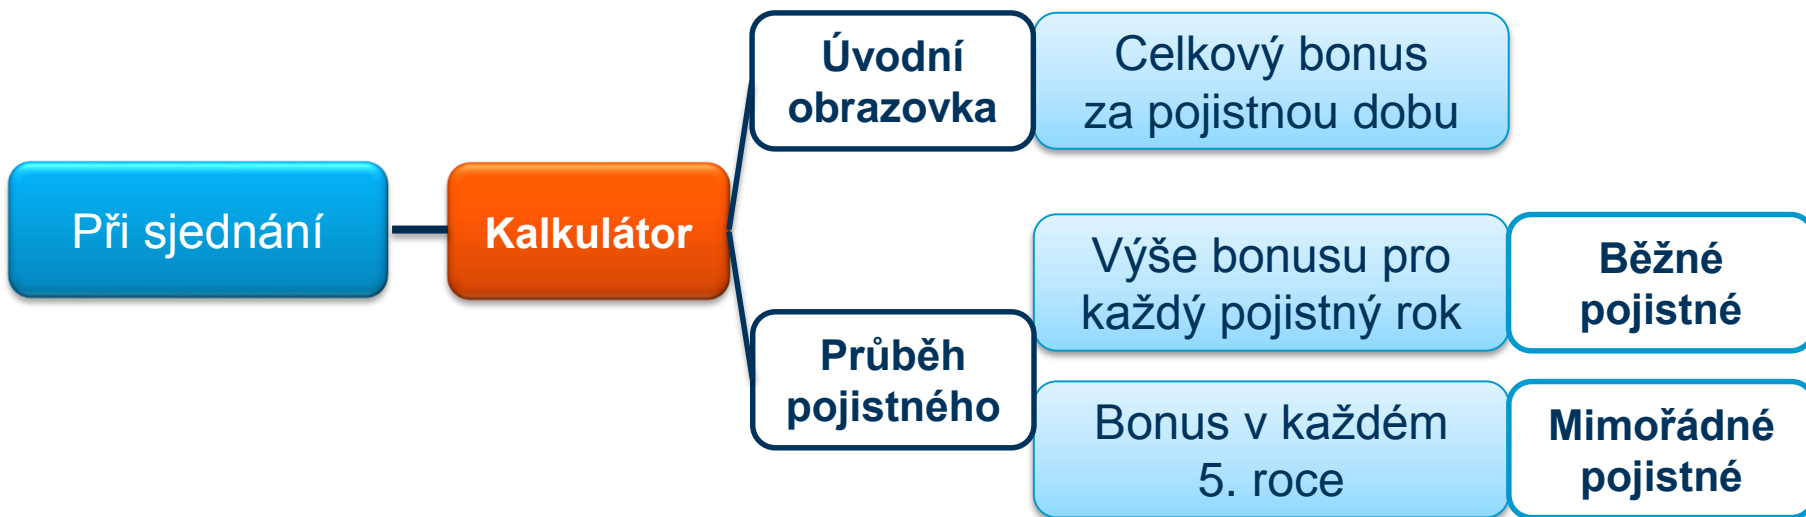 Při sjednání
Kalkulátor
Úvodní
obrazovka
Celkový bonus
za pojistnou dobu
Průběh
pojistného
Výše bonusu pro
každý pojistný rok
Běžné
pojistné
Bonus v každém
5. roce
Mimořádné
pojistné